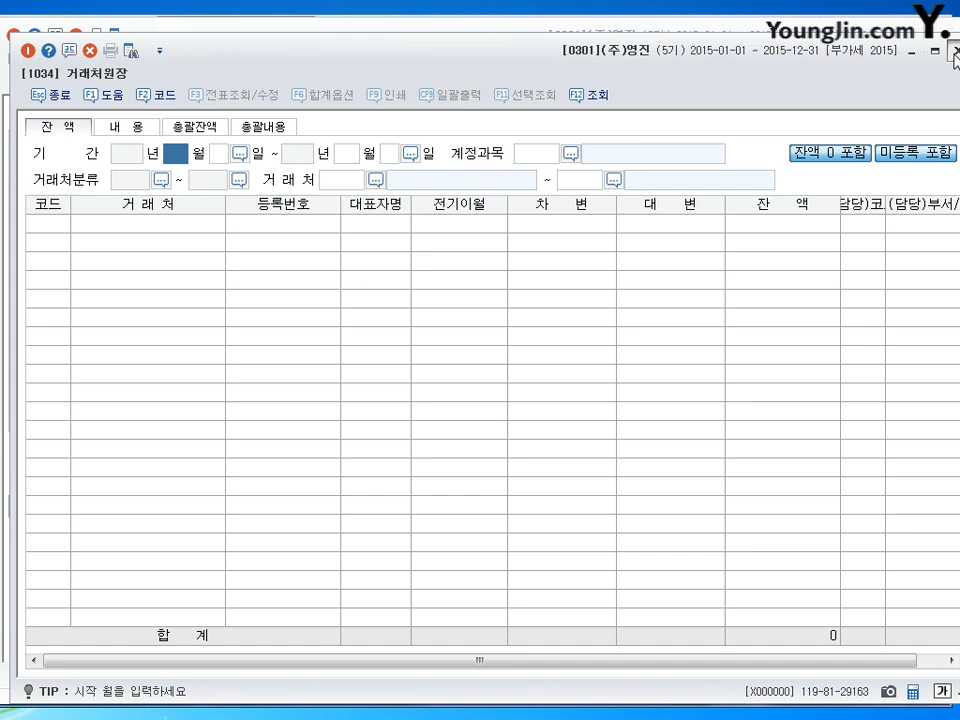 YoungJin.com Y.
[0301](주)영진 (5기) 2015-01-01 ~ 2015-12-31 [부가세 2015]
[1034] 거래처원장
Esc 종료 F1 도움 F2 코드 F3 전표조회/수정 F6 합계옵션 F9 인쇄 CF9 일괄출력 F11 선택조회 F12 조회
잔 액 내 용 총괄잔액 총괄내용
기 간 년 월 일 ~ 년 월 일 계정과목 잔액 0 포함 미등록 포함
거래처분류 ~ 거 래 처 ~
코드 거 래 처 등록번호 대표자명 전기이월 차 변 대 변 잔 액 담당)코 (담당)부서/
합 계 0
TIP : 시작 월을 입력하세요 [X000000] 119-81-29163 가